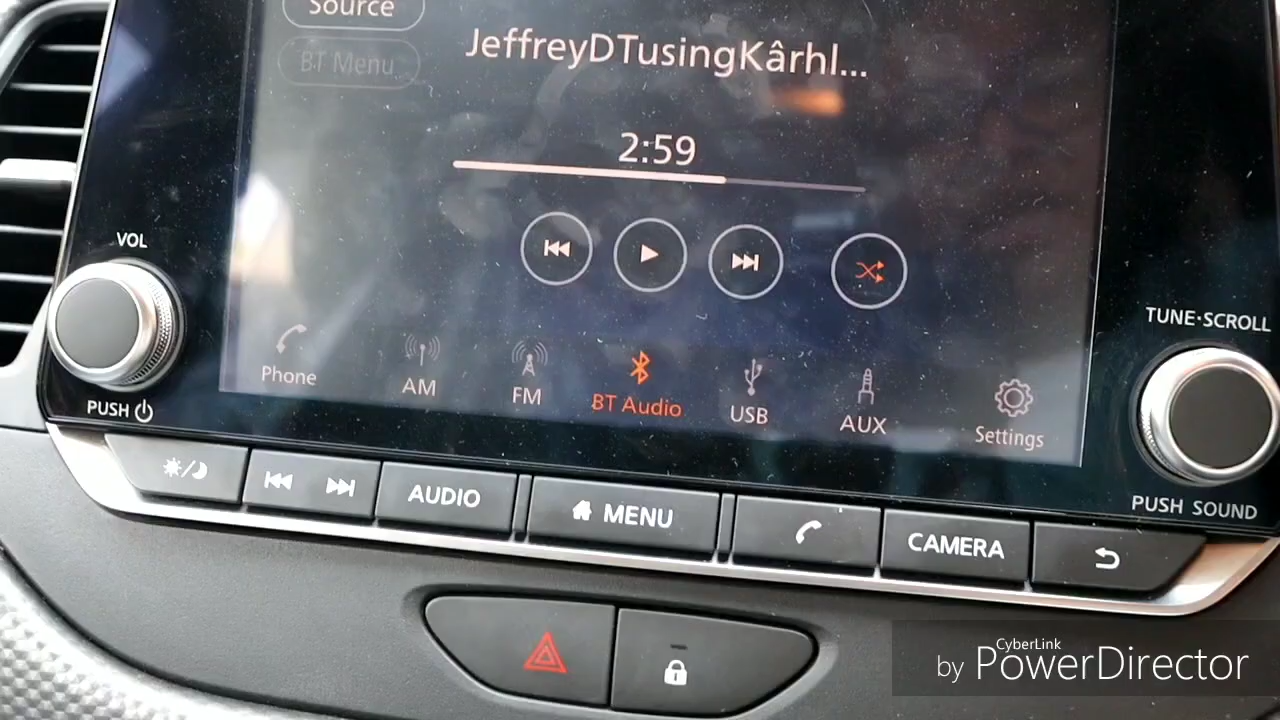 Source
BT Menu
JeffreyDTusingKârhl...
2:59
VOL
TUNE·SCROLL
Phone
AM
FM
BT Audio
USB
AUX
Settings
PUSH
PUSH SOUND
AUDIO
MENU
CAMERA
CyberLink
by PowerDirector